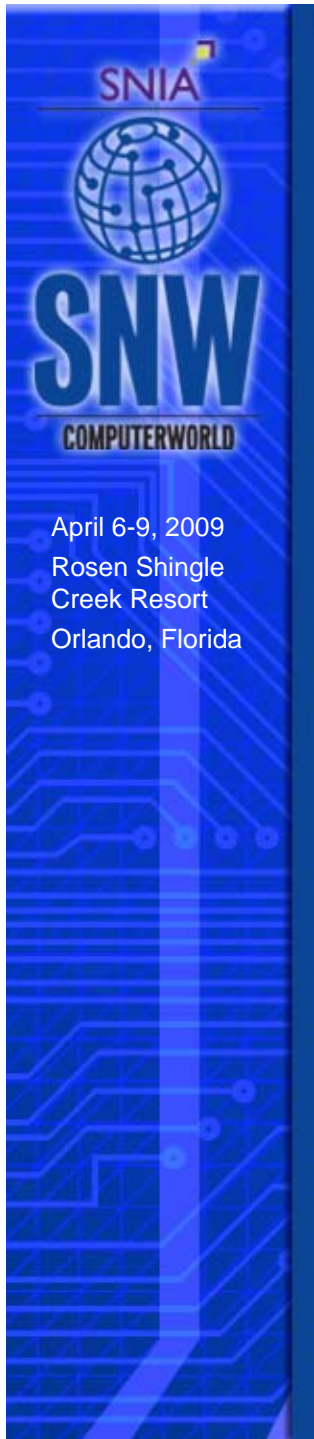 SNIA
SNW
COMPUTERWORLD
April 6-9, 2009
Rosen Shingle
Creek Resort
Orlando, Florida